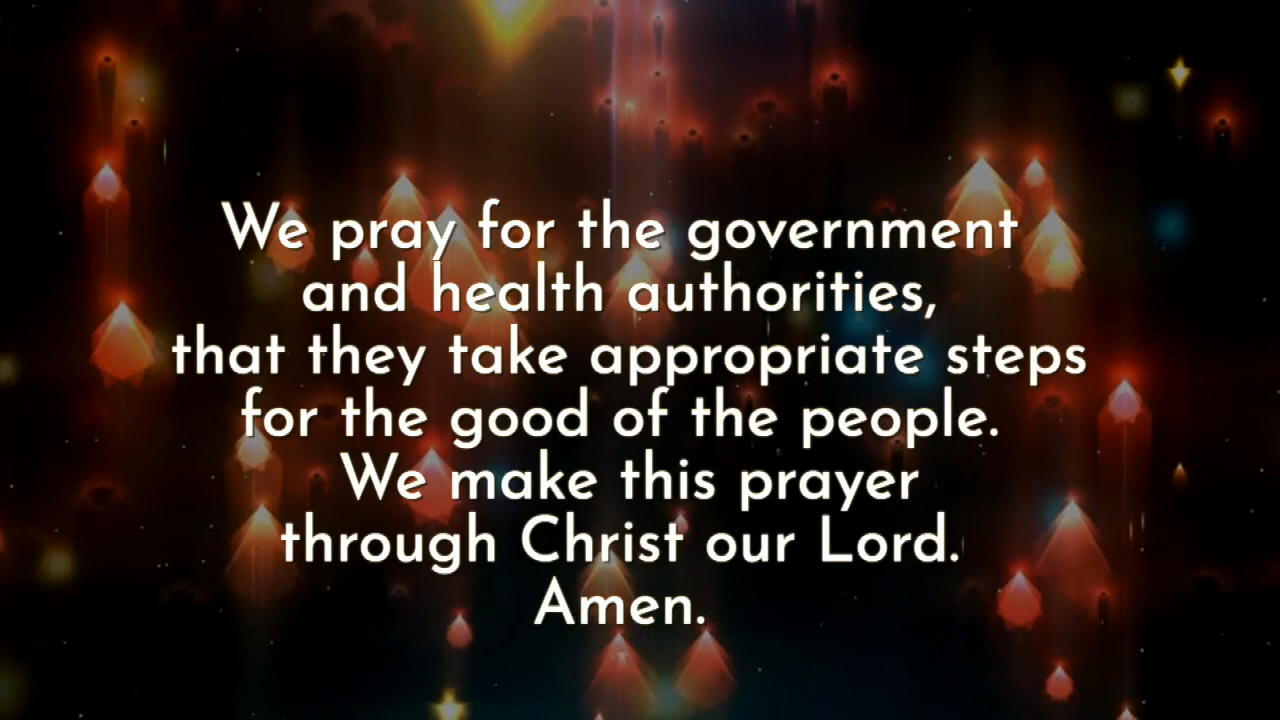 We pray for the government
and health authorities,
that they take appropriate steps
for the good of the people.
We make this prayer
through Christ our Lord.
Amen.